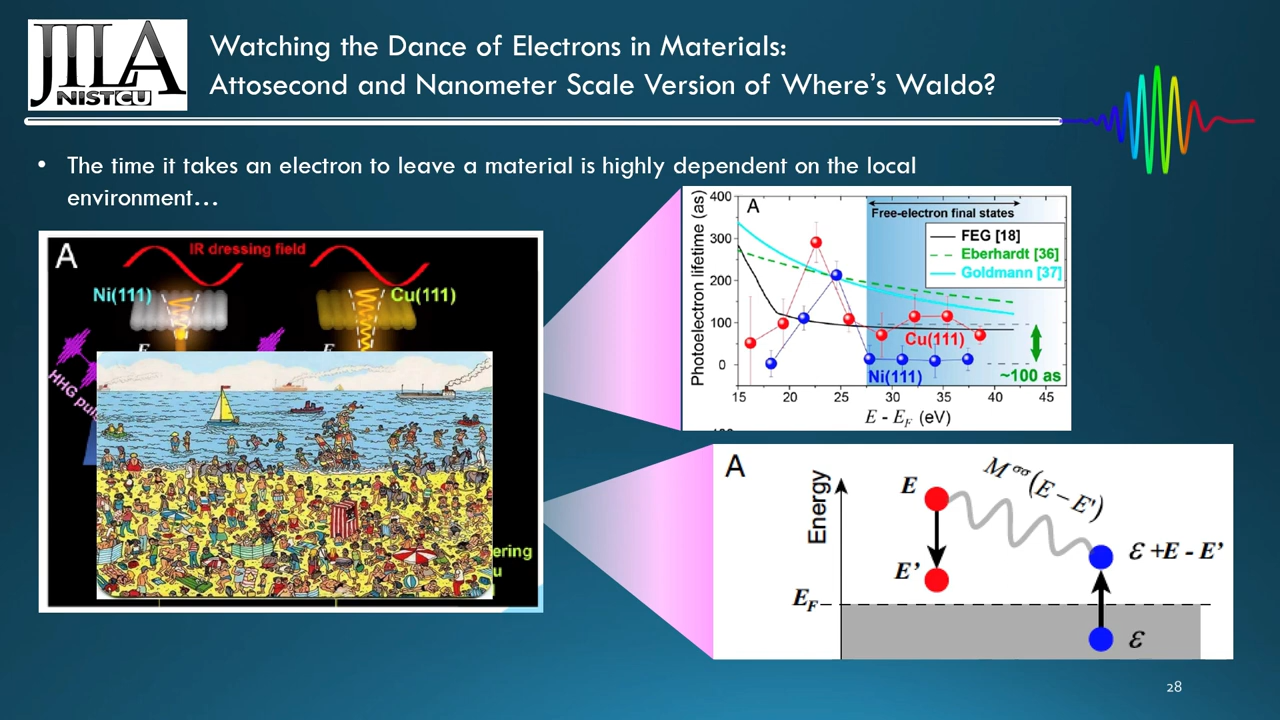 JILA
NIST CU
Watching the Dance of Electrons in Materials:
Attosecond and Nanometer Scale Version of Where's Waldo?
• The time it takes an electron to leave a material is highly dependent on the local
environment…
A
IR dressing field
Ni(111)
Cu(111)
HHG
ering
A
Free-electron final states
FEG [18]
Eberhardt [36]
Goldmann [37]
Photoelectron lifetime (as)
400
300
200
100
0
Cu(111)
Ni(111)
~100 as
15 20 25 30 35 40 45
E - E_F (eV)
A
Energy
E
M^σσ(E – E')
E'
ℰ +E - E'
E_F
ℰ
28